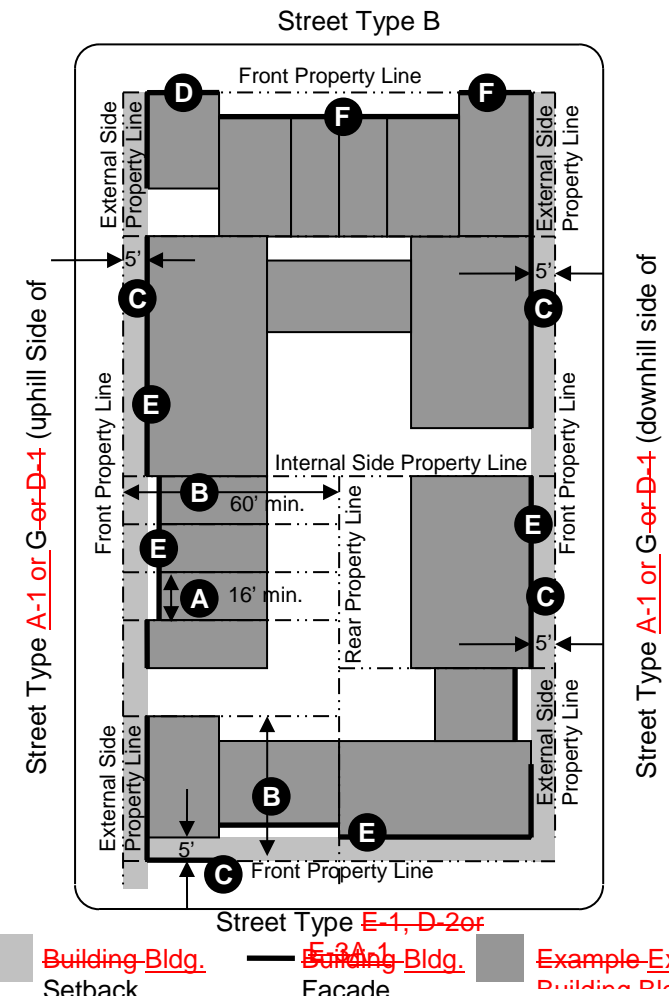 Street Type B
Front Property Line
D
F
F
External Side
Property Line
External Side
Property Line
5'
5'
C
C
Street Type A-1 or G or D-1 (uphill Side of
Street Type A-1 or G or D-1 (downhill side of
E
Front Property Line
Front Property Line
Internal Side Property Line
B
60' min.
E
E
Rear Property Line
A
16' min.
C
5'
External Side
Property Line
External Side
Property Line
B
E
5'
C
Front Property Line
Street Type E-1, D-2or
E-3A-1
Building Bldg.
Setback
Building Bldg.
Facade
Example Ex
Building Bl